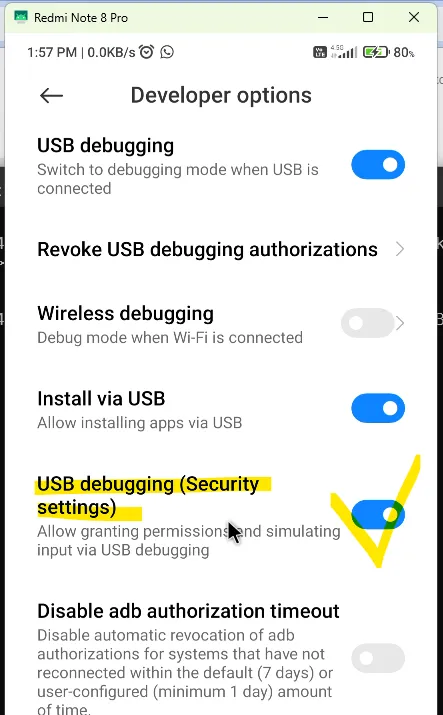 Redmi Note 8 Pro
1:57 PM | 0.0KB/s
Vo LTE 4.5G 80%
Developer options
USB debugging
Switch to debugging mode when USB is
connected
Revoke USB debugging authorizations
Wireless debugging
Debug mode when Wi-Fi is connected
Install via USB
Allow installing apps via USB
USB debugging (Security
settings)
Allow granting permissions and simulating
input via USB debugging
Disable adb authorization timeout
Disable automatic revocation of adb
authorizations for systems that have not
reconnected within the default (7 days) or
user-configured (minimum 1 day) amount
of time.